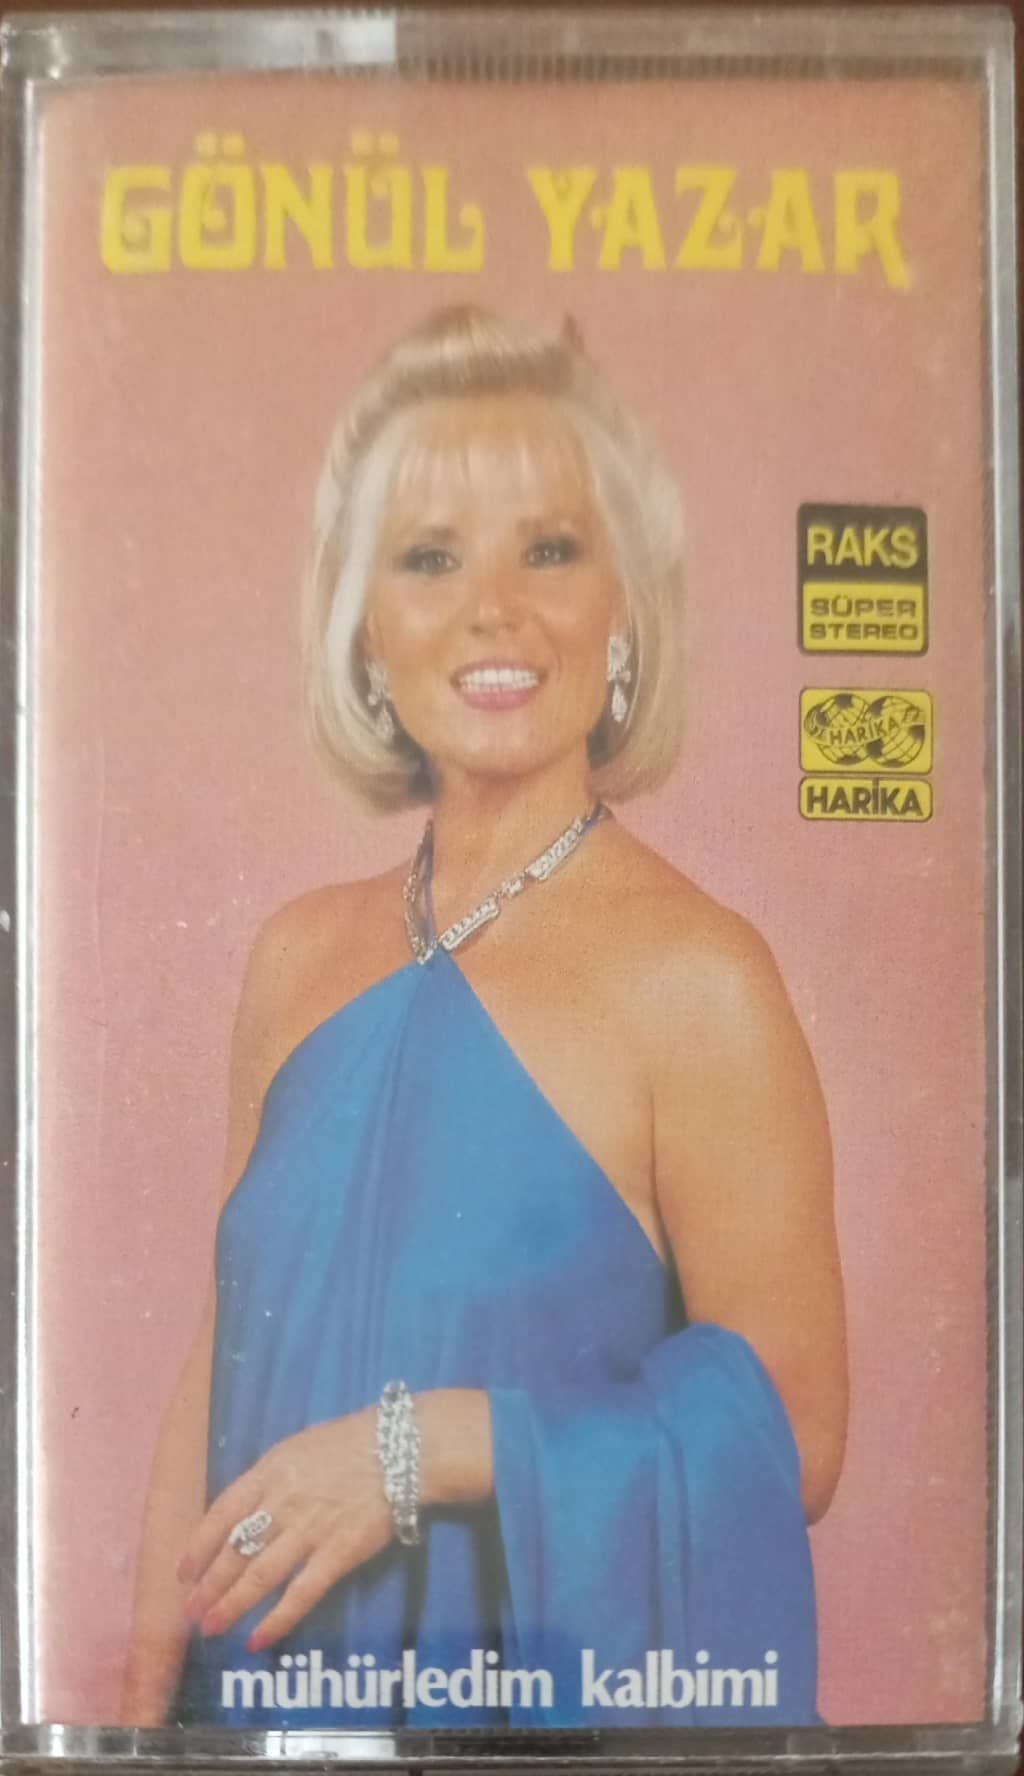 GÖNÜL YAZAR
RAKS
SÜPER
STEREO
HARİKA
HARİKA
mühürledim kalbimi